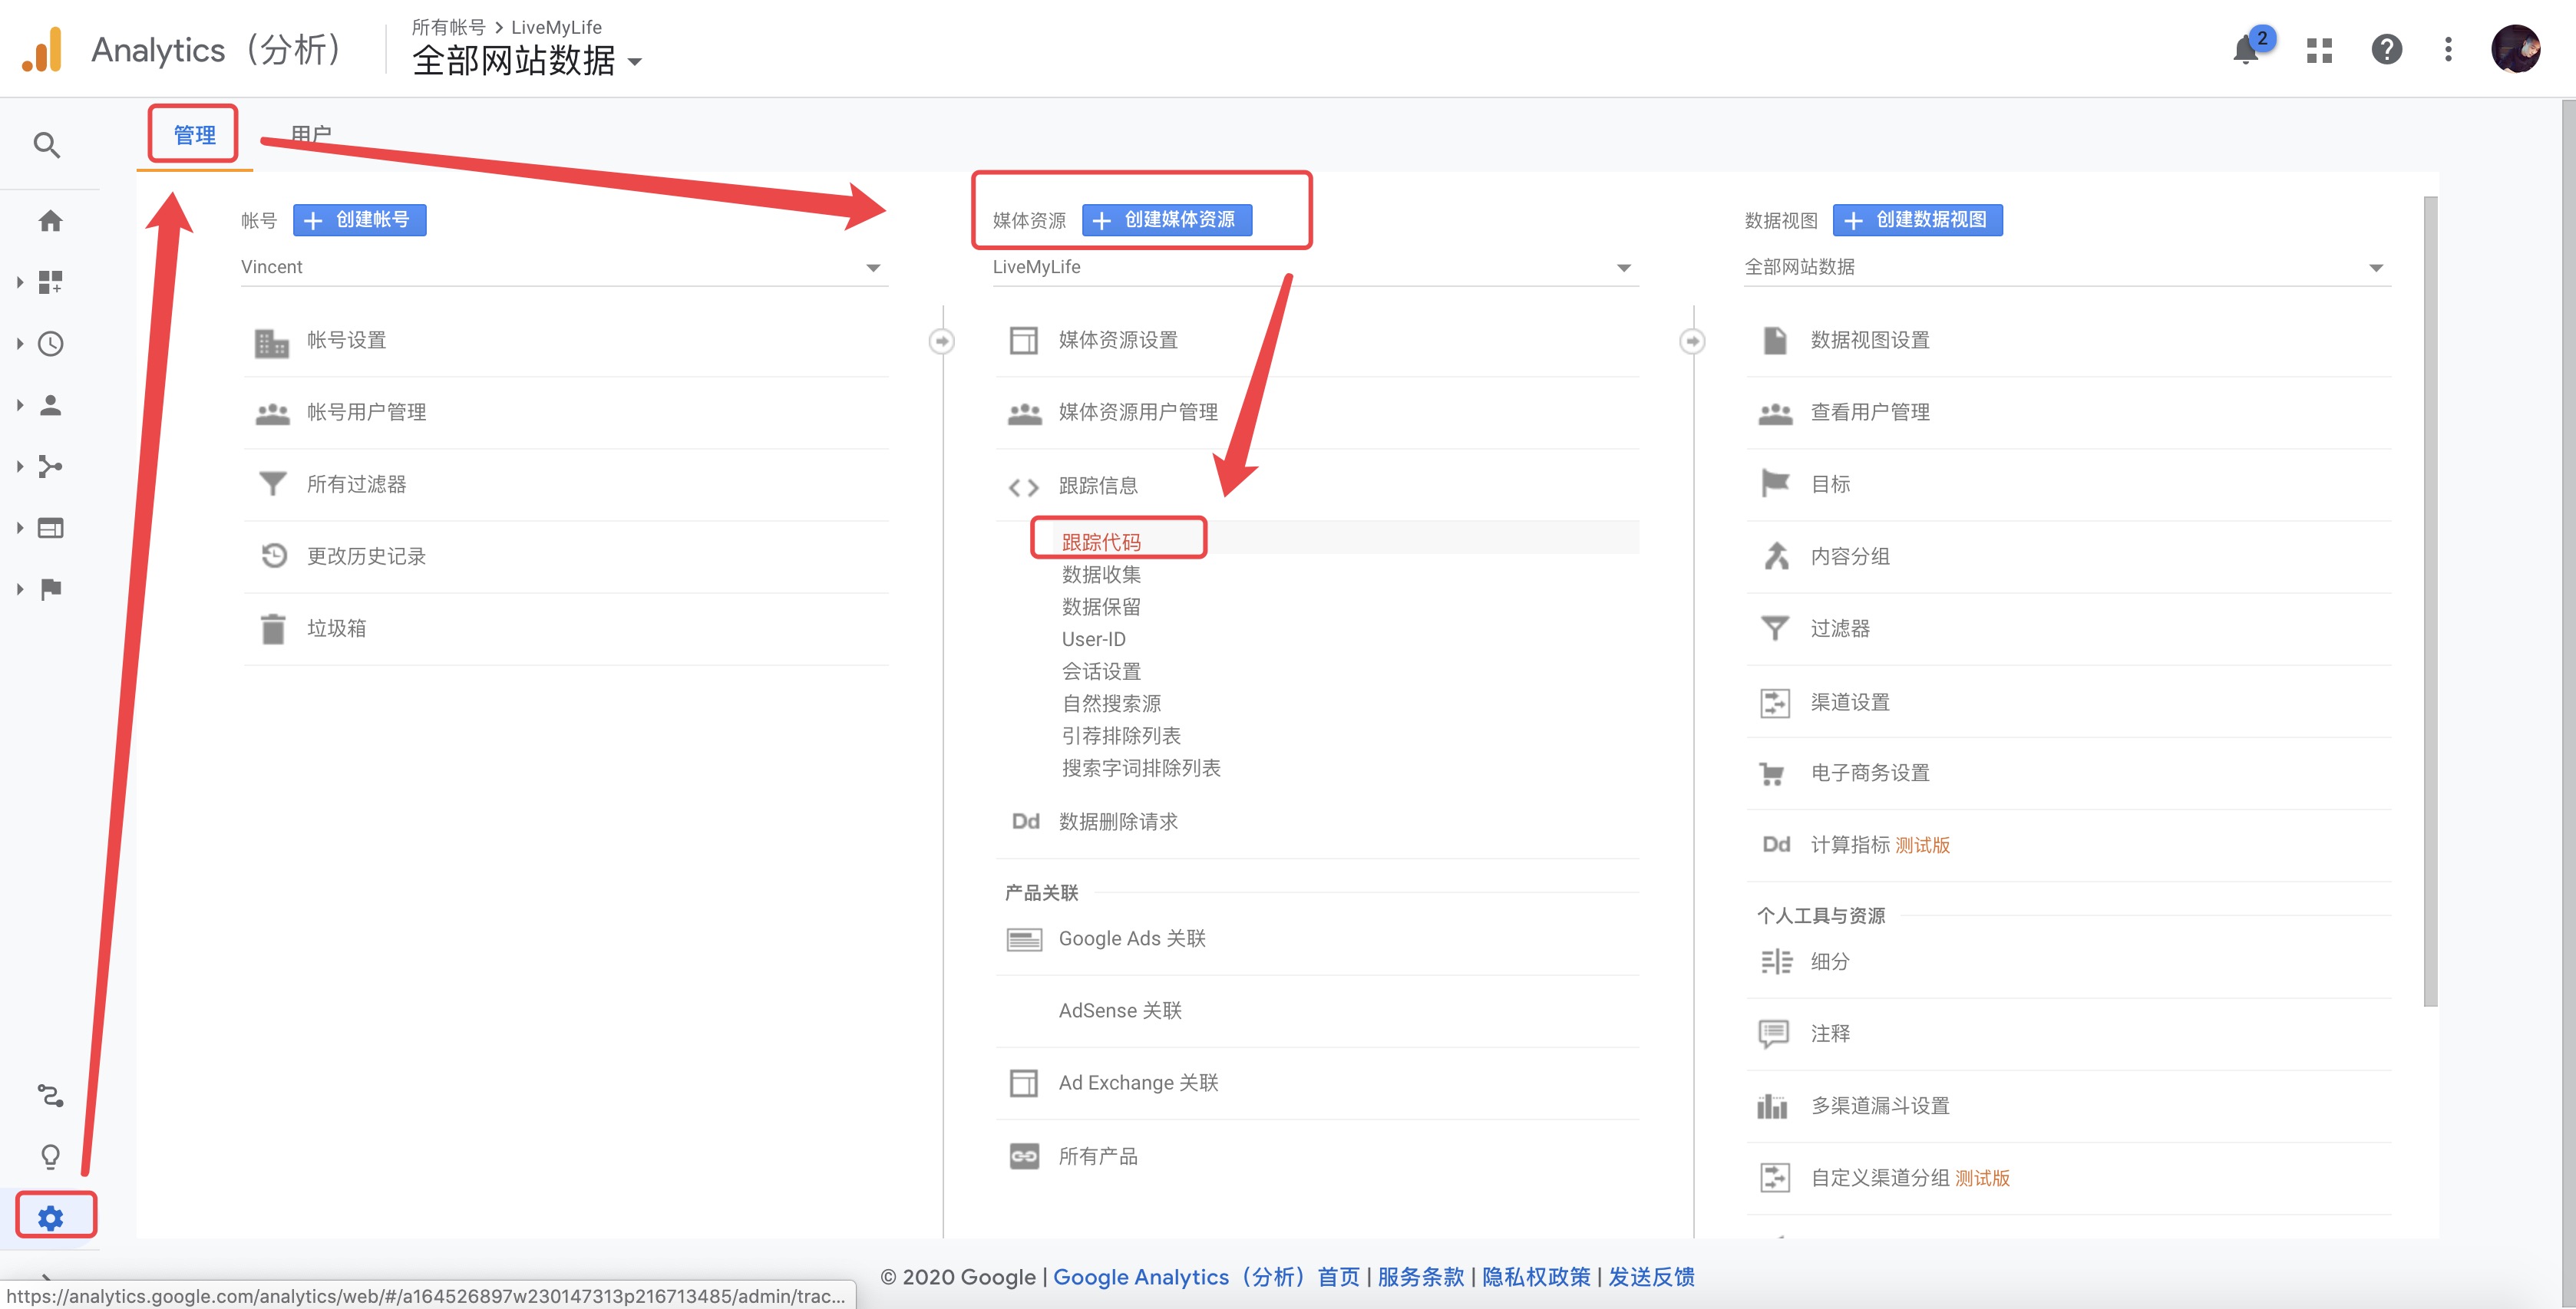 Analytics（分析）
所有帐号 > LiveMyLife
全部网站数据
2
管理
用户
帐号
创建帐号
Vincent
帐号设置
帐号用户管理
所有过滤器
更改历史记录
垃圾箱
媒体资源
创建媒体资源
LiveMyLife
媒体资源设置
媒体资源用户管理
跟踪信息
跟踪代码
数据收集
数据保留
User-ID
会话设置
自然搜索源
引荐排除列表
搜索字词排除列表
Dd 数据删除请求
产品关联
Google Ads 关联
AdSense 关联
Ad Exchange 关联
所有产品
数据视图
创建数据视图
全部网站数据
数据视图设置
查看用户管理
目标
内容分组
过滤器
渠道设置
电子商务设置
Dd 计算指标 测试版
个人工具与资源
细分
注释
多渠道漏斗设置
自定义渠道分组 测试版
© 2020 Google | Google Analytics（分析）首页 | 服务条款 | 隐私权政策 | 发送反馈
https://analytics.google.com/analytics/web/#/a164526897w230147313p216713485/admin/trac...